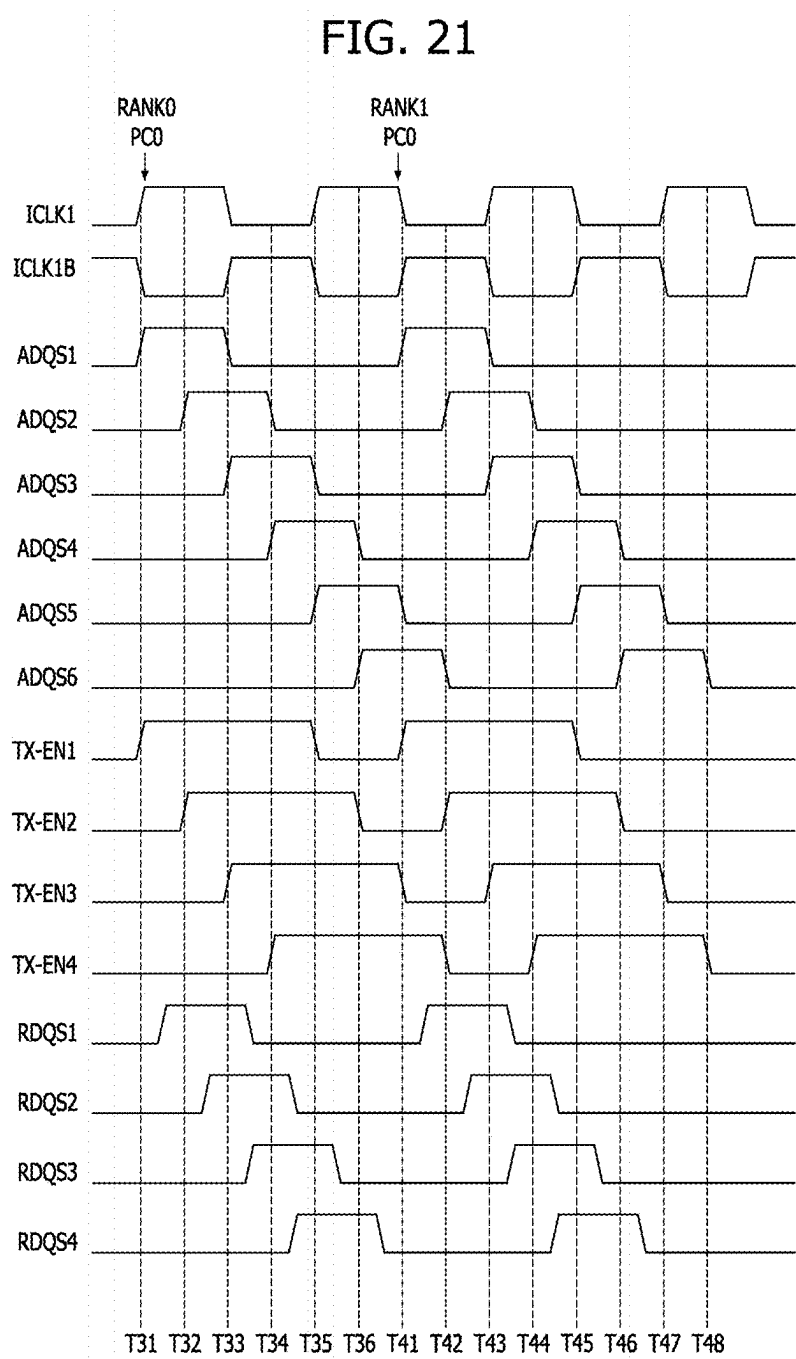 FIG. 21
RANK0
PC0
RANK1
PC0
ICLK1
ICLK1B
ADQS1
ADQS2
ADQS3
ADQS4
ADQS5
ADQS6
TX-EN1
TX-EN2
TX-EN3
TX-EN4
RDQS1
RDQS2
RDQS3
RDQS4
T31 T32 T33 T34 T35 T36 T41 T42 T43 T44 T45 T46 T47 T48